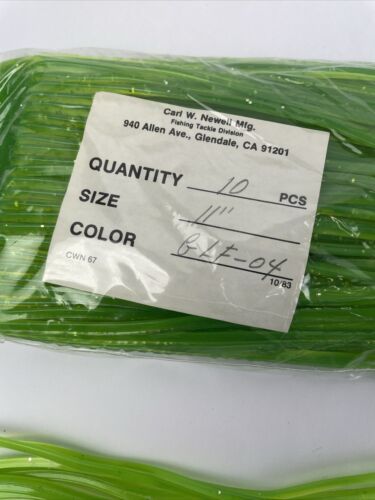 Carl W. Newell Mfg.
Fishing Tackle Division
940 Allen Ave., Glendale, CA 91201
QUANTITY 10 PCS
SIZE 11"
COLOR GLF-04
CWN 67 10/83